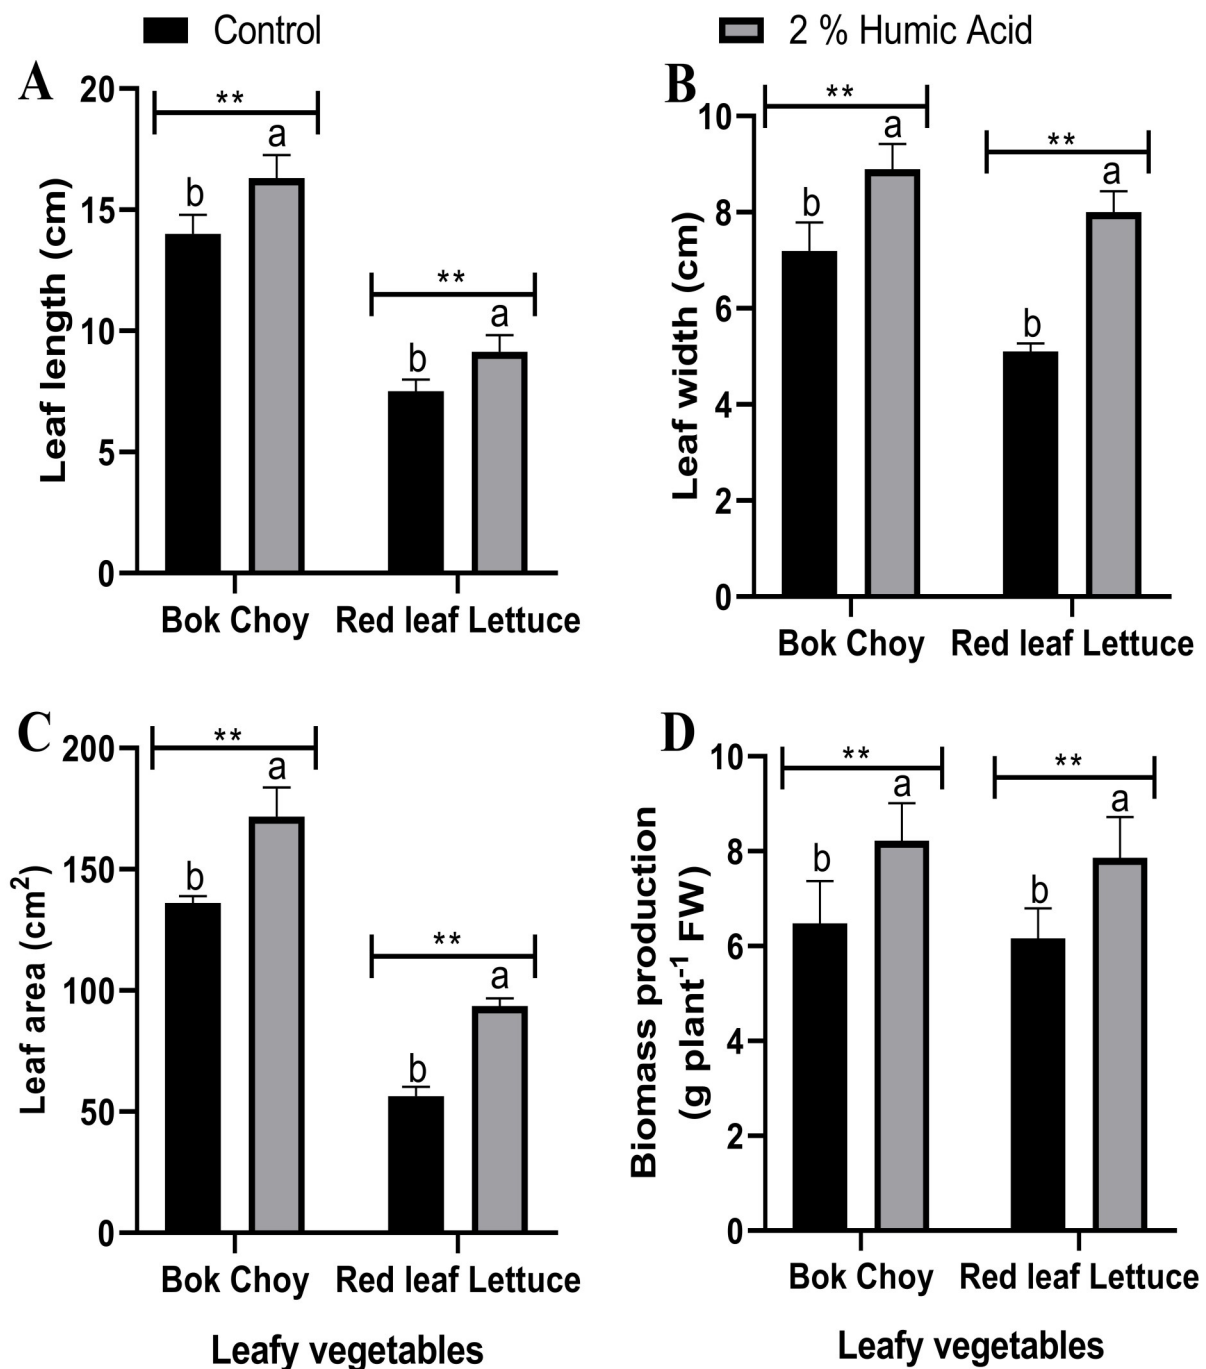 Control
2 % Humic Acid
A
20
15
10
5
0
Leaf length (cm)
**
b
a
**
b
a
Bok Choy
Red leaf Lettuce
B
10
8
6
4
2
0
Leaf width (cm)
**
b
a
**
b
a
Bok Choy
Red leaf Lettuce
C
200
150
100
50
0
Leaf area (cm²)
**
b
a
**
b
a
Bok Choy
Red leaf Lettuce
Leafy vegetables
D
10
8
6
4
2
0
Biomass production
(g plant⁻¹ FW)
**
b
a
**
b
a
Bok Choy
Red leaf Lettuce
Leafy vegetables